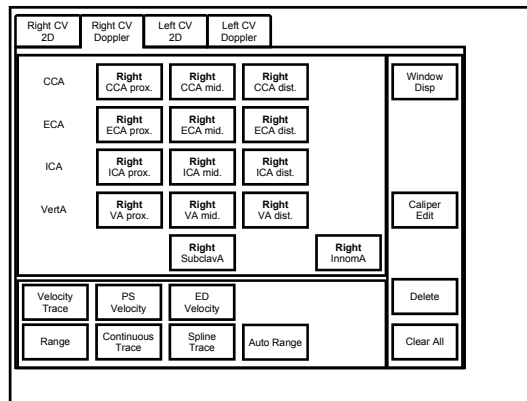 Right CV
2D
Right CV
Doppler
Left CV
2D
Left CV
Doppler
CCA
Right
CCA prox.
Right
CCA mid.
Right
CCA dist.
Window
Disp
ECA
Right
ECA prox.
Right
ECA mid.
Right
ECA dist.
ICA
Right
ICA prox.
Right
ICA mid.
Right
ICA dist.
VertA
Right
VA prox.
Right
VA mid.
Right
VA dist.
Caliper
Edit
Right
SubclavA
Right
InnomA
Velocity
Trace
PS
Velocity
ED
Velocity
Delete
Range
Continuous
Trace
Spline
Trace
Auto Range
Clear All